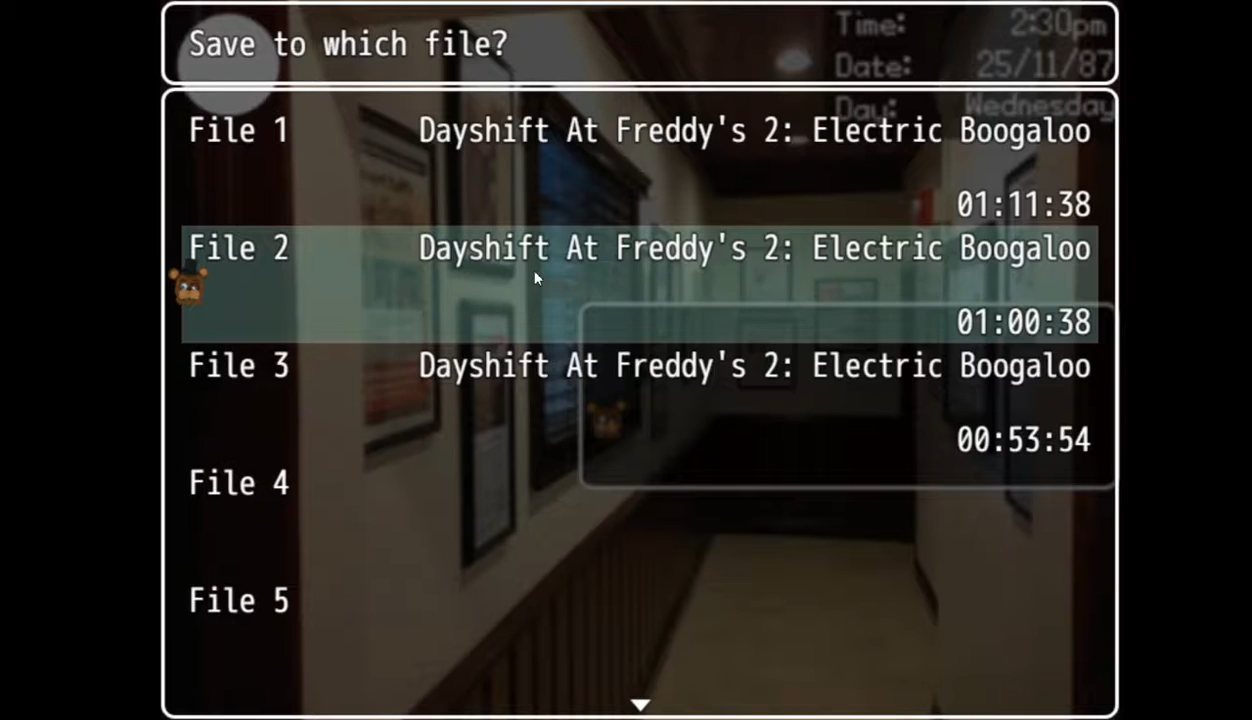 Save to which file?
Time: 2:30pm
Date: 25/11/87
Day: Wednesday
File 1 Dayshift At Freddy's 2: Electric Boogaloo
01:11:38
File 2 Dayshift At Freddy's 2: Electric Boogaloo
01:00:38
File 3 Dayshift At Freddy's 2: Electric Boogaloo
00:53:54
File 4
File 5